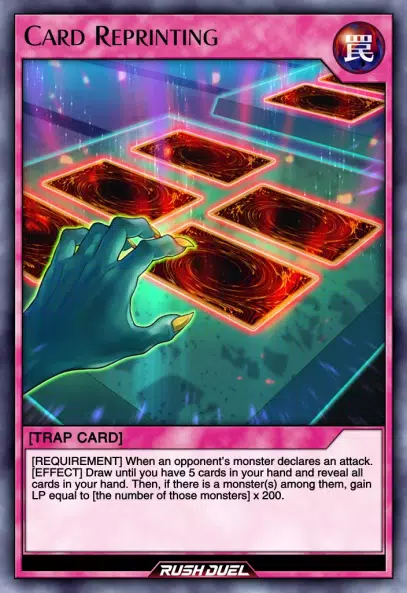 Card Reprinting
罠
[TRAP CARD]
[REQUIREMENT] When an opponent's monster declares an attack.
[EFFECT] Draw until you have 5 cards in your hand and reveal all
cards in your hand. Then, if there is a monster(s) among them, gain
LP equal to [the number of those monsters] x 200.
RUSH DUEL